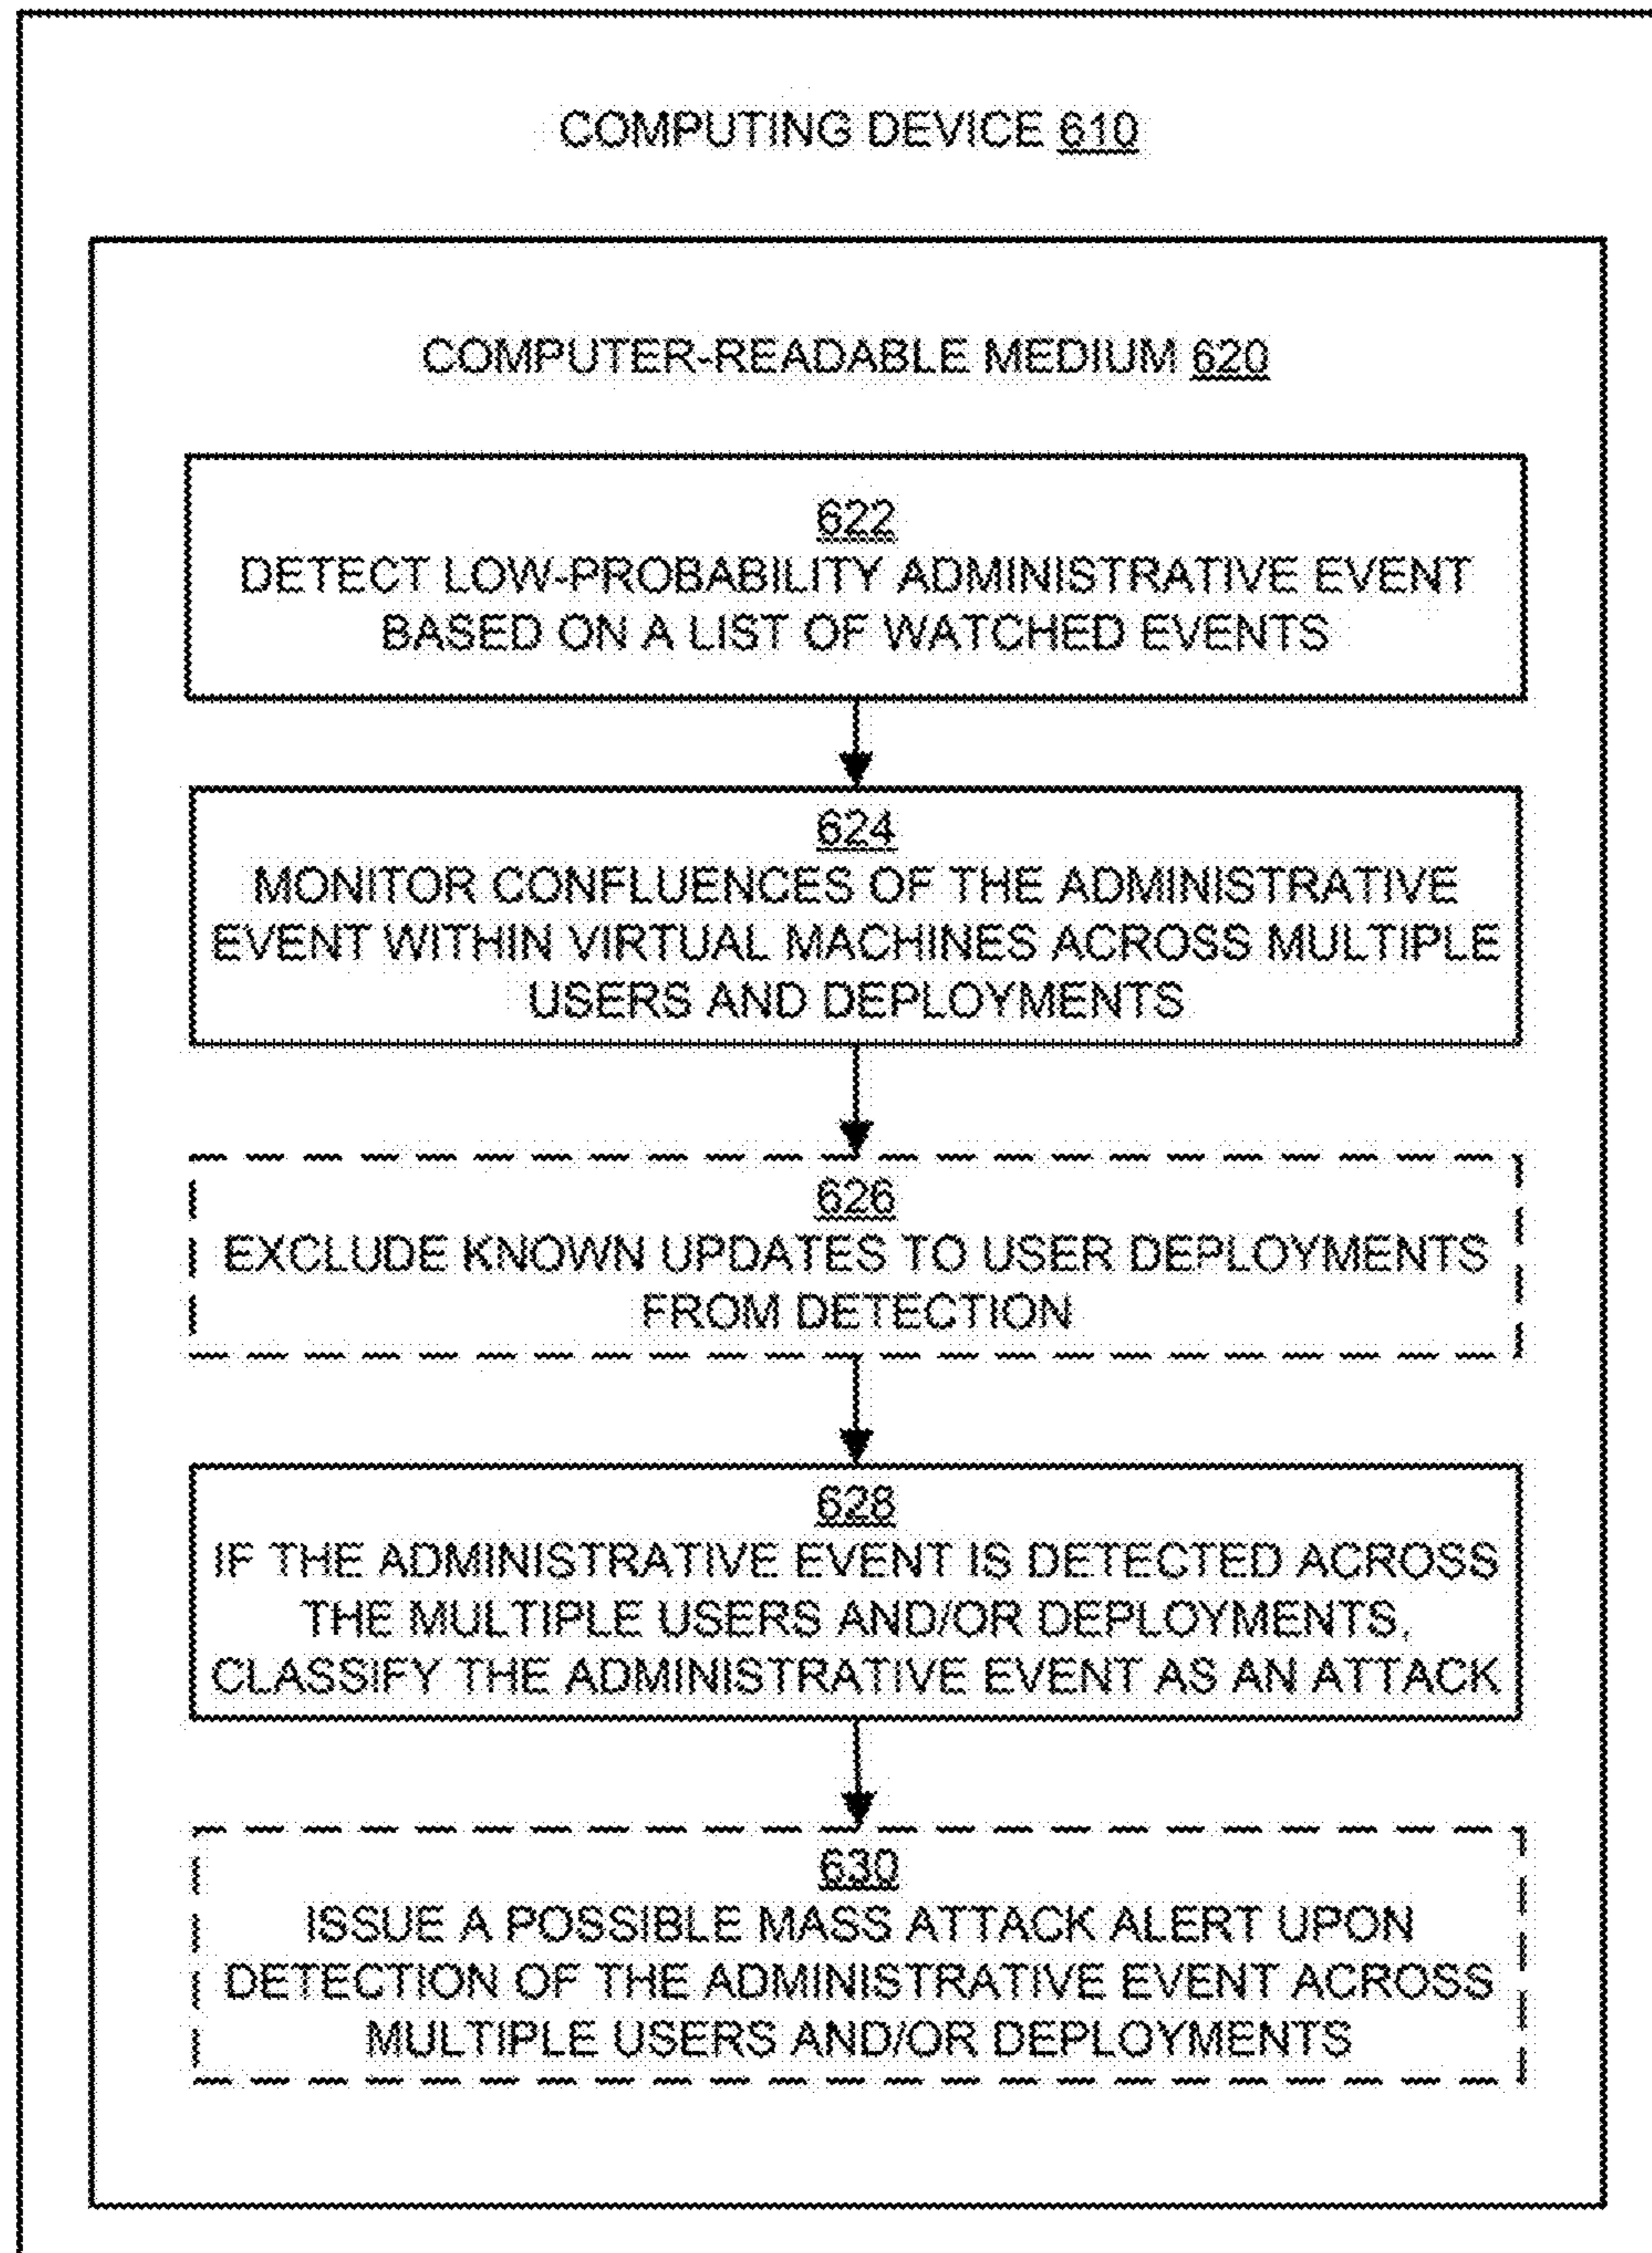 COMPUTING DEVICE 610
COMPUTER-READABLE MEDIUM 620
622
DETECT LOW-PROBABILITY ADMINISTRATIVE EVENT
BASED ON A LIST OF WATCHED EVENTS
624
MONITOR CONFLUENCES OF THE ADMINISTRATIVE
EVENT WITHIN VIRTUAL MACHINES ACROSS MULTIPLE
USERS AND DEPLOYMENTS
626
EXCLUDE KNOWN UPDATES TO USER DEPLOYMENTS
FROM DETECTION
628
IF THE ADMINISTRATIVE EVENT IS DETECTED ACROSS
THE MULTIPLE USERS AND/OR DEPLOYMENTS,
CLASSIFY THE ADMINISTRATIVE EVENT AS AN ATTACK
630
ISSUE A POSSIBLE MASS ATTACK ALERT UPON
DETECTION OF THE ADMINISTRATIVE EVENT ACROSS
MULTIPLE USERS AND/OR DEPLOYMENTS